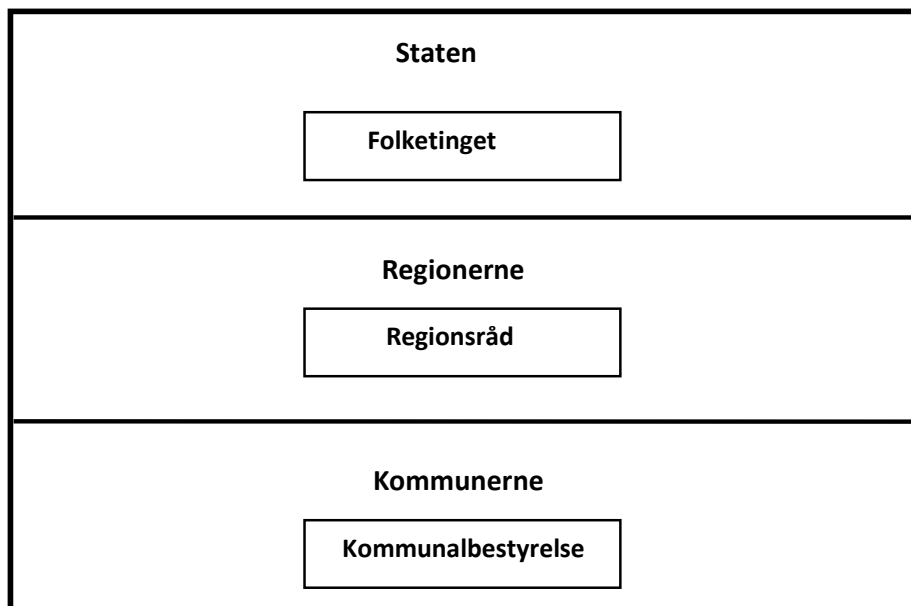 Staten
Folketinget
Regionerne
Regionsråd
Kommunerne
Kommunalbestyrelse